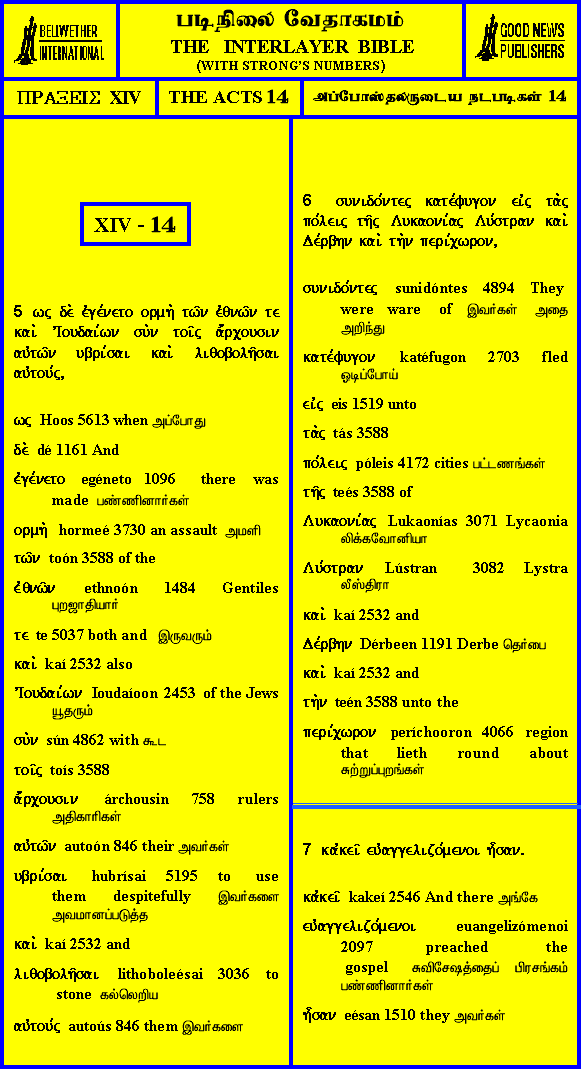 BELLWETHER
INTERNATIONAL
படிநிலை வேதாகமம்
THE INTERLAYER BIBLE
(WITH STRONG'S NUMBERS)
GOOD NEWS
PUBLISHERS
ΠΡΑΞΕΙΣ XIV
THE ACTS 14
அப்போஸ்தலருடைய நடபடிகள் 14
XIV - 14
5 ως δὲ ἐγένετο ορμὴ τῶν ἐθνῶν τε
καὶ Ἰουδαίων σὺν τοῖς ἄρχουσιν
αὐτῶν υβρίσαι καὶ λιθοβολῆσαι
αὐτούς,
ως Hoos 5613 when அப்போது
δὲ dé 1161 And
ἐγένετο egéneto 1096 there was
made பண்ணினார்கள்
ορμὴ hormeé 3730 an assault அமளி
τῶν toón 3588 of the
ἐθνῶν ethnoón 1484 Gentiles
புறஜாதியார்
τε te 5037 both and இருவரும்
καὶ kaí 2532 also
Ἰουδαίων Ioudaíoon 2453 of the Jews
யூதரும்
σὺν sún 4862 with கூட
τοῖς toís 3588
ἄρχουσιν árchousin 758 rulers
அதிகாரிகள்
αὐτῶν autoón 846 their அவர்கள்
υβρίσαι hubrísai 5195 to use
them despitefully இவர்களை
அவமானப்படுத்த
καὶ kaí 2532 and
λιθοβολῆσαι lithoboleésai 3036 to
stone கல்லெறிய
αὐτούς autoús 846 them இவர்களை
6 συνιδόντες κατέφυγον εἰς τὰς
πόλεις τῆς Λυκαονίας Λύστραν καὶ
Δέρβην καὶ τὴν περίχωρον,
συνιδόντες sunidóntes 4894 They
were ware of இவர்கள் அதை
அறிந்து
κατέφυγον katéfugon 2703 fled
ஓடிப்போய்
εἰς eis 1519 unto
τὰς tás 3588
πόλεις póleis 4172 cities பட்டணங்கள்
τῆς teés 3588 of
Λυκαονίας Lukaonías 3071 Lycaonia
லிக்கவோனியா
Λύστραν Lústran 3082 Lystra
லீஸ்திரா
καὶ kaí 2532 and
Δέρβην Dérbeen 1191 Derbe தெர்பை
καὶ kaí 2532 and
τὴν teén 3588 unto the
περίχωρον períchooron 4066 region
that lieth round about
சுற்றுப்புறங்கள்
7 κἀκεῖ εὐαγγελιζόμενοι ἦσαν.
κἀκεῖ kakeí 2546 And there அங்கே
εὐαγγελιζόμενοι euangelizómenoi
2097 preached the
gospel சுவிசேஷத்தைப் பிரசங்கம்
பண்ணினார்கள்
ἦσαν eésan 1510 they அவர்கள்